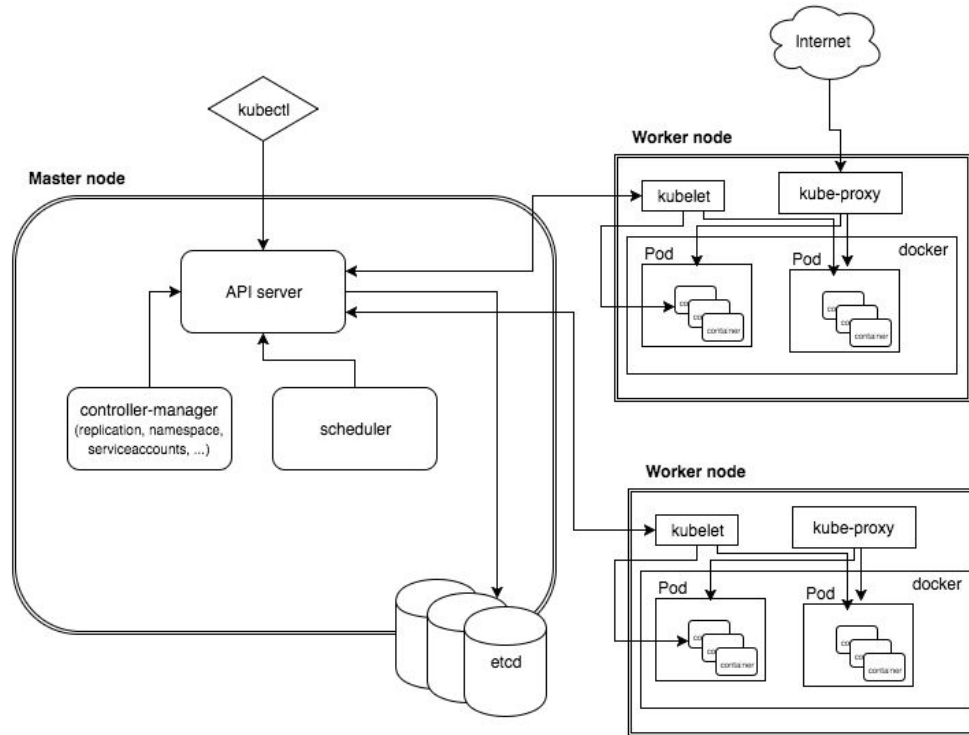 Internet
kubectl
Worker node
Master node
kubelet
kube-proxy
docker
Pod
Pod
container
container
API server
controller-manager
(replication, namespace,
serviceaccounts, ...)
scheduler
Worker node
kubelet
kube-proxy
docker
Pod
Pod
container
container
etcd